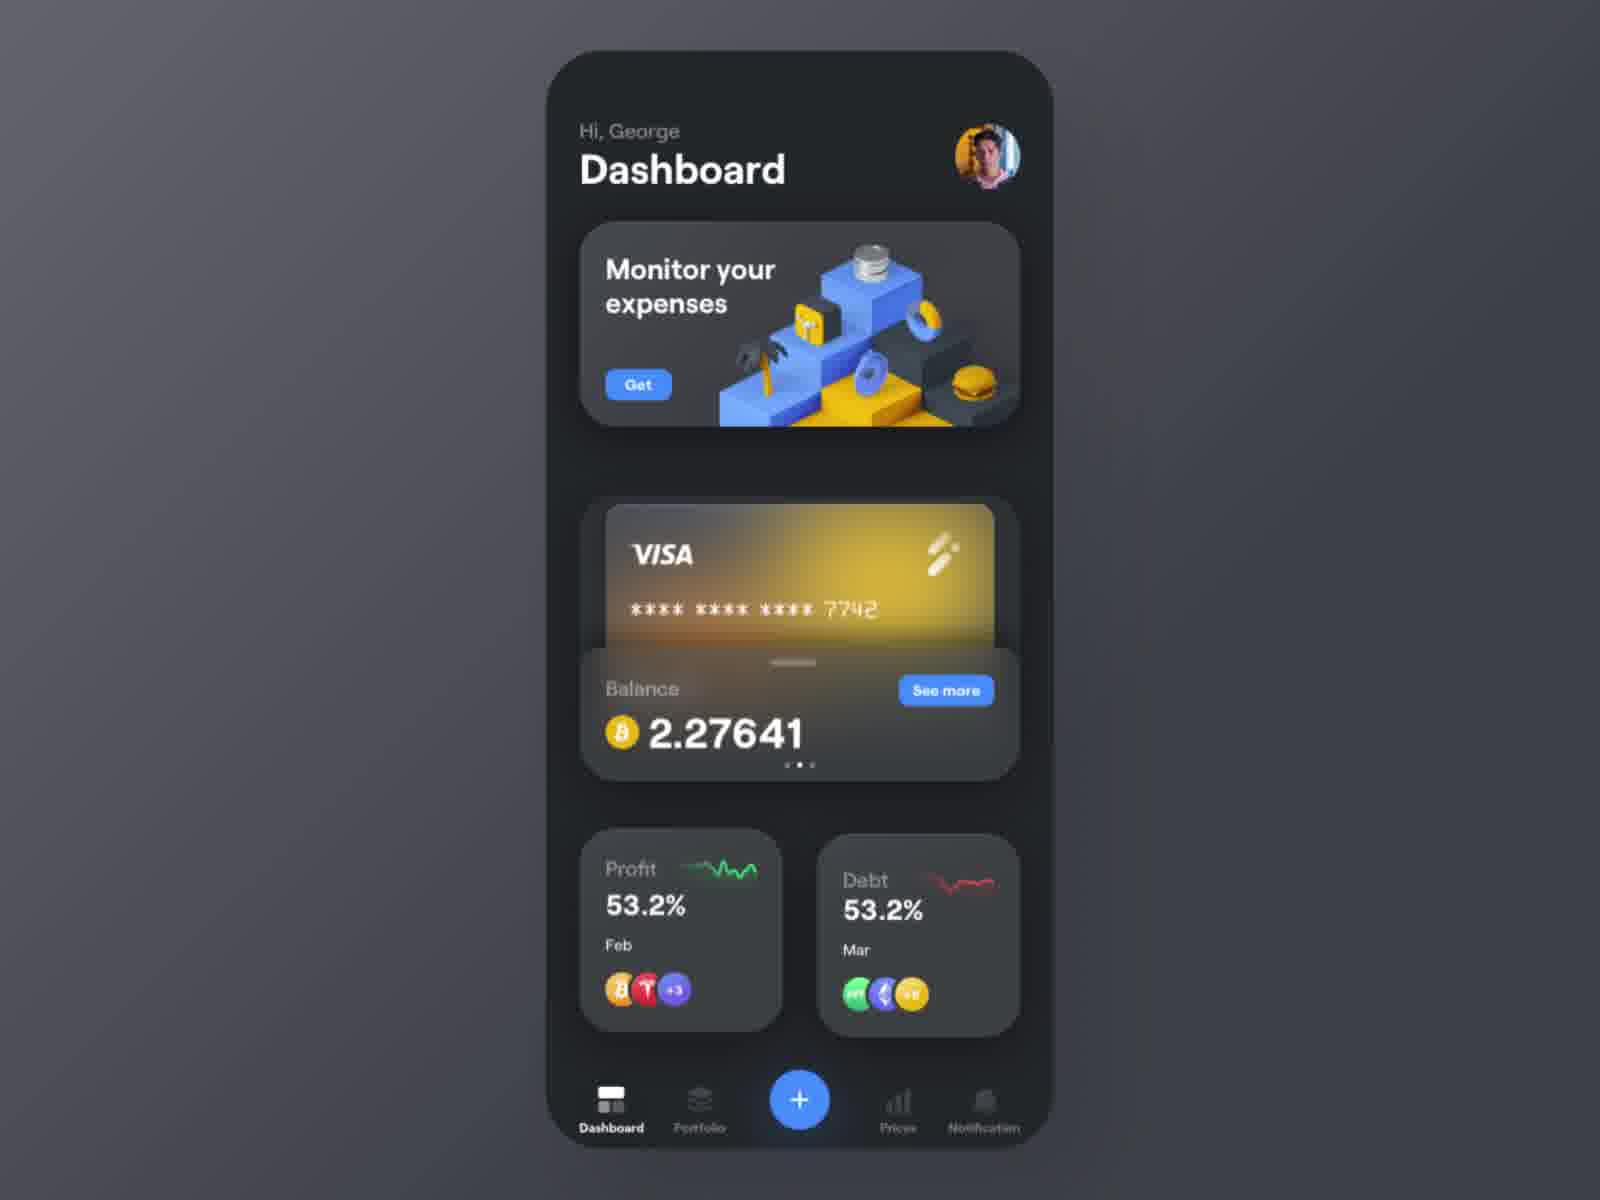 Hi, George
Dashboard
Monitor your
expenses
Get
VISA
**** **** **** 7742
Balance
See more
2.27641
Profit
53.2%
Feb
+3
Debt
53.2%
Mar
Dashboard
Portfolio
+
Prices
Notification